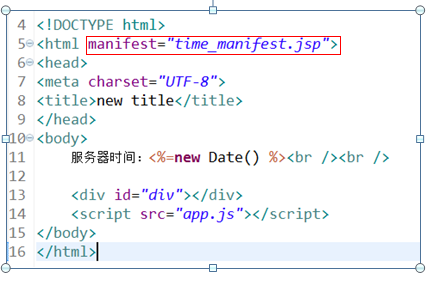 4 <!DOCTYPE html>
5 <html manifest="time_manifest.jsp">
6 <head>
7 <meta charset="UTF-8">
8 <title>new title</title>
9 </head>
10 <body>
11 服务器时间：<%=new Date() %><br /><br />
12
13 <div id="div"></div>
14 <script src="app.js"></script>
15 </body>
16 </html>